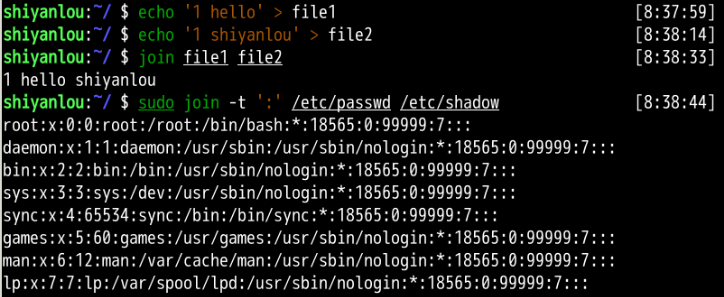 shiyanlou:~/ $ echo '1 hello' > file1 [8:37:59]
shiyanlou:~/ $ echo '1 shiyanlou' > file2 [8:38:14]
shiyanlou:~/ $ join file1 file2 [8:38:33]
1 hello shiyanlou
shiyanlou:~/ $ sudo join -t ':' /etc/passwd /etc/shadow [8:38:44]
root:x:0:0:root:/root:/bin/bash:*:18565:0:99999:7:::
daemon:x:1:1:daemon:/usr/sbin:/usr/sbin/nologin:*:18565:0:99999:7:::
bin:x:2:2:bin:/bin:/usr/sbin/nologin:*:18565:0:99999:7:::
sys:x:3:3:sys:/dev:/usr/sbin/nologin:*:18565:0:99999:7:::
sync:x:4:65534:sync:/bin:/bin/sync:*:18565:0:99999:7:::
games:x:5:60:games:/usr/games:/usr/sbin/nologin:*:18565:0:99999:7:::
man:x:6:12:man:/var/cache/man:/usr/sbin/nologin:*:18565:0:99999:7:::
lp:x:7:7:lp:/var/spool/lpd:/usr/sbin/nologin:*:18565:0:99999:7:::